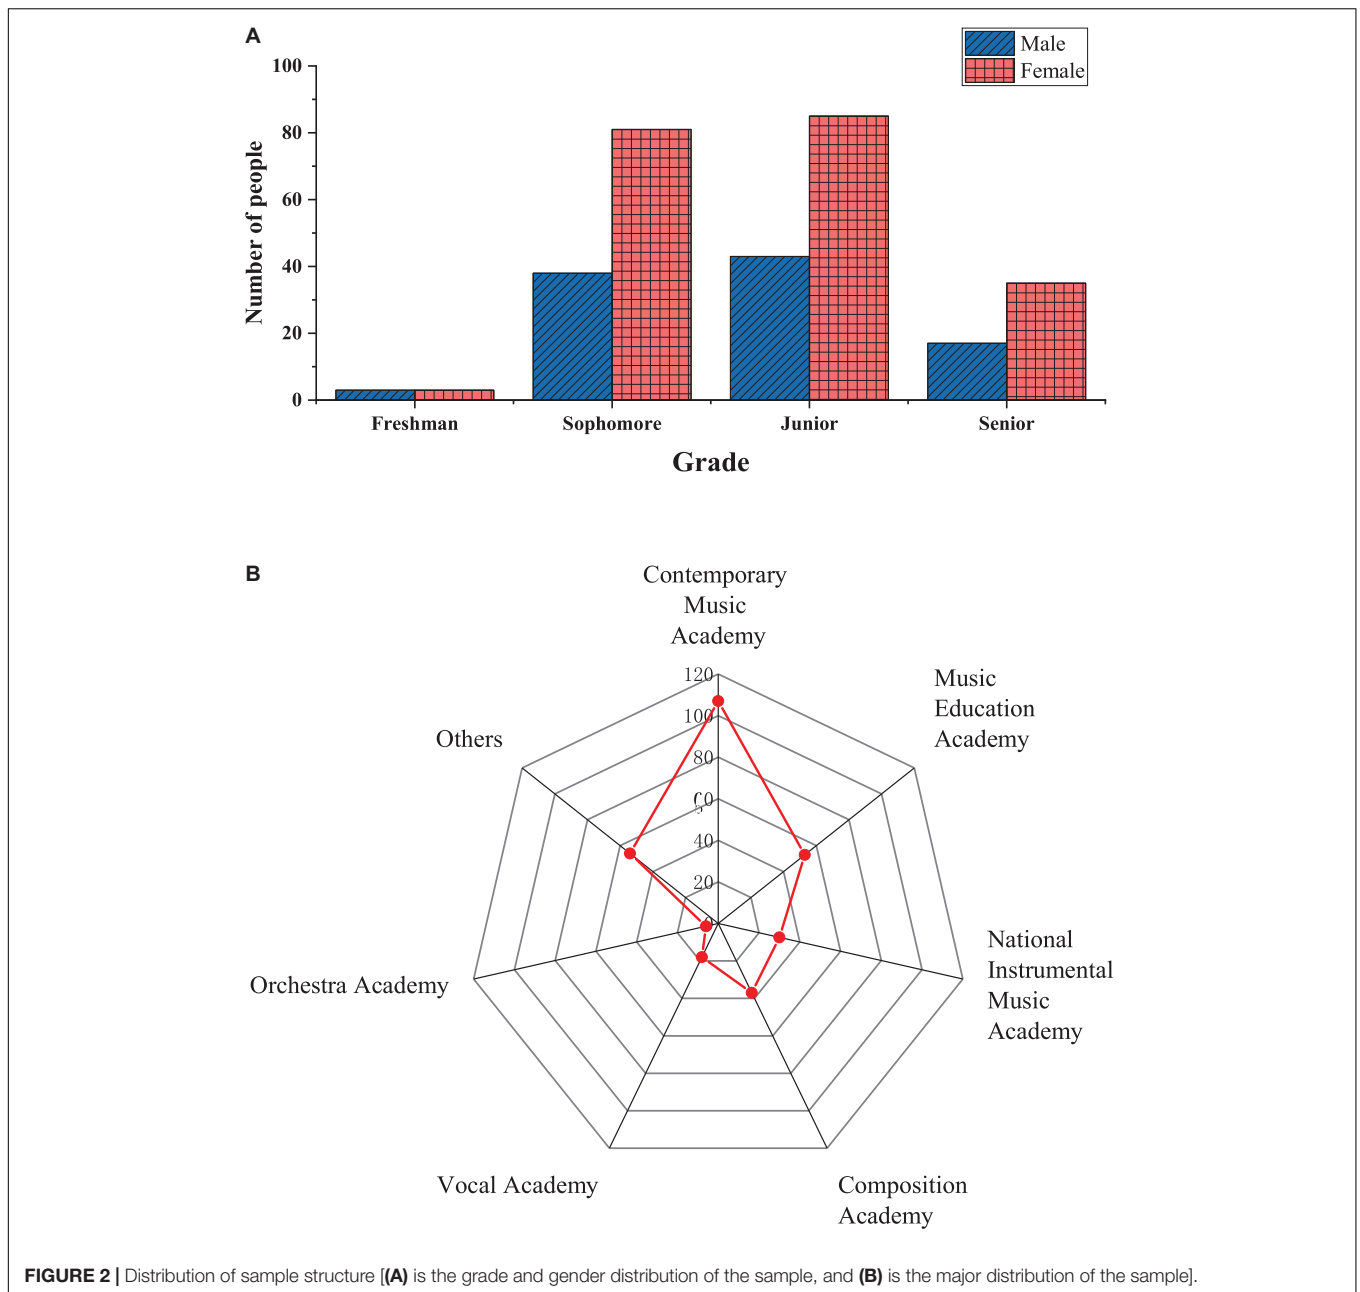 A
Male
Female
100
80
60
40
20
0
Number of people
Freshman
Sophomore
Junior
Senior
Grade
B
Contemporary
Music
Academy
Music
Education
Academy
National
Instrumental
Music
Academy
Composition
Academy
Vocal Academy
Orchestra Academy
Others
120
100
80
60
40
20
0
FIGURE 2 | Distribution of sample structure [(A) is the grade and gender distribution of the sample, and (B) is the major distribution of the sample].